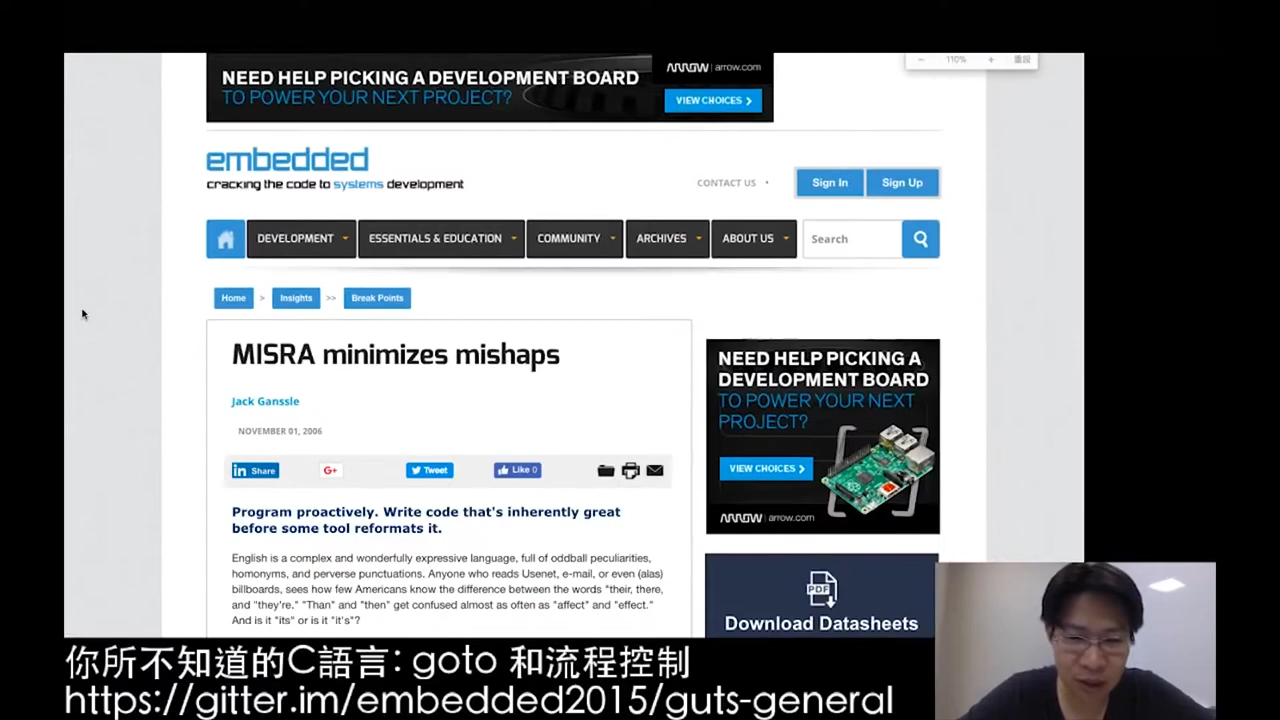 NEED HELP PICKING A DEVELOPMENT BOARD
TO POWER YOUR NEXT PROJECT?
ARROW | arrow.com
VIEW CHOICES
110%
重設
embedded
cracking the code to systems development
CONTACT US
Sign In
Sign Up
DEVELOPMENT
ESSENTIALS & EDUCATION
COMMUNITY
ARCHIVES
ABOUT US
Search
Home > Insights >> Break Points
MISRA minimizes mishaps
Jack Ganssle
NOVEMBER 01, 2006
in Share
G+
Tweet
Like 0
Program proactively. Write code that's inherently great
before some tool reformats it.
English is a complex and wonderfully expressive language, full of oddball peculiarities,
homonyms, and perverse punctuations. Anyone who reads Usenet, e-mail, or even (alas)
billboards, sees how few Americans know the difference between the words "their, there,
and "they're." "Than" and "then" get confused almost as often as "affect" and "effect."
And is it "its" or is it "it's"?
NEED HELP PICKING A
DEVELOPMENT BOARD
TO POWER YOUR NEXT
PROJECT?
VIEW CHOICES
ARROW | arrow.com
PDF
Download Datasheets
你所不知道的C語言: goto 和流程控制
https://gitter.im/embedded2015/guts-general